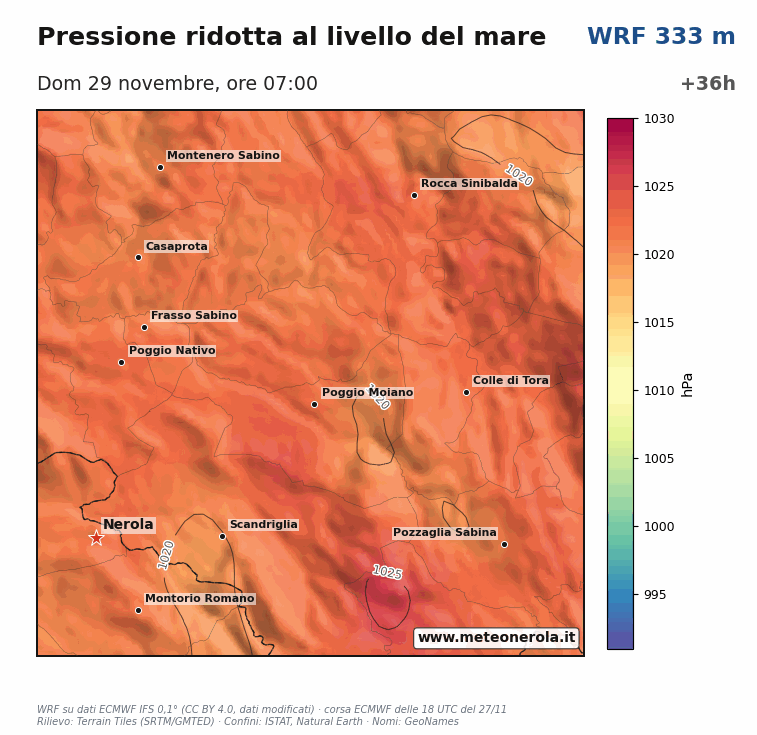 Pressione ridotta al livello del mare
WRF 333 m
Dom 29 novembre, ore 07:00
+36h
Montenero Sabino
Rocca Sinibalda
1020
Casaprota
Frasso Sabino
Poggio Nativo
Colle di Tora
Poggio Moiano
Nerola
Scandriglia
Pozzaglia Sabina
1020
1025
Montorio Romano
www.meteonerola.it
1030
1025
1020
1015
1010
1005
1000
995
hPa
WRF su dati ECMWF IFS 0,1° (CC BY 4.0, dati modificati) · corsa ECMWF delle 18 UTC del 27/11
Rilievo: Terrain Tiles (SRTM/GMTED) · Confini: ISTAT, Natural Earth · Nomi: GeoNames